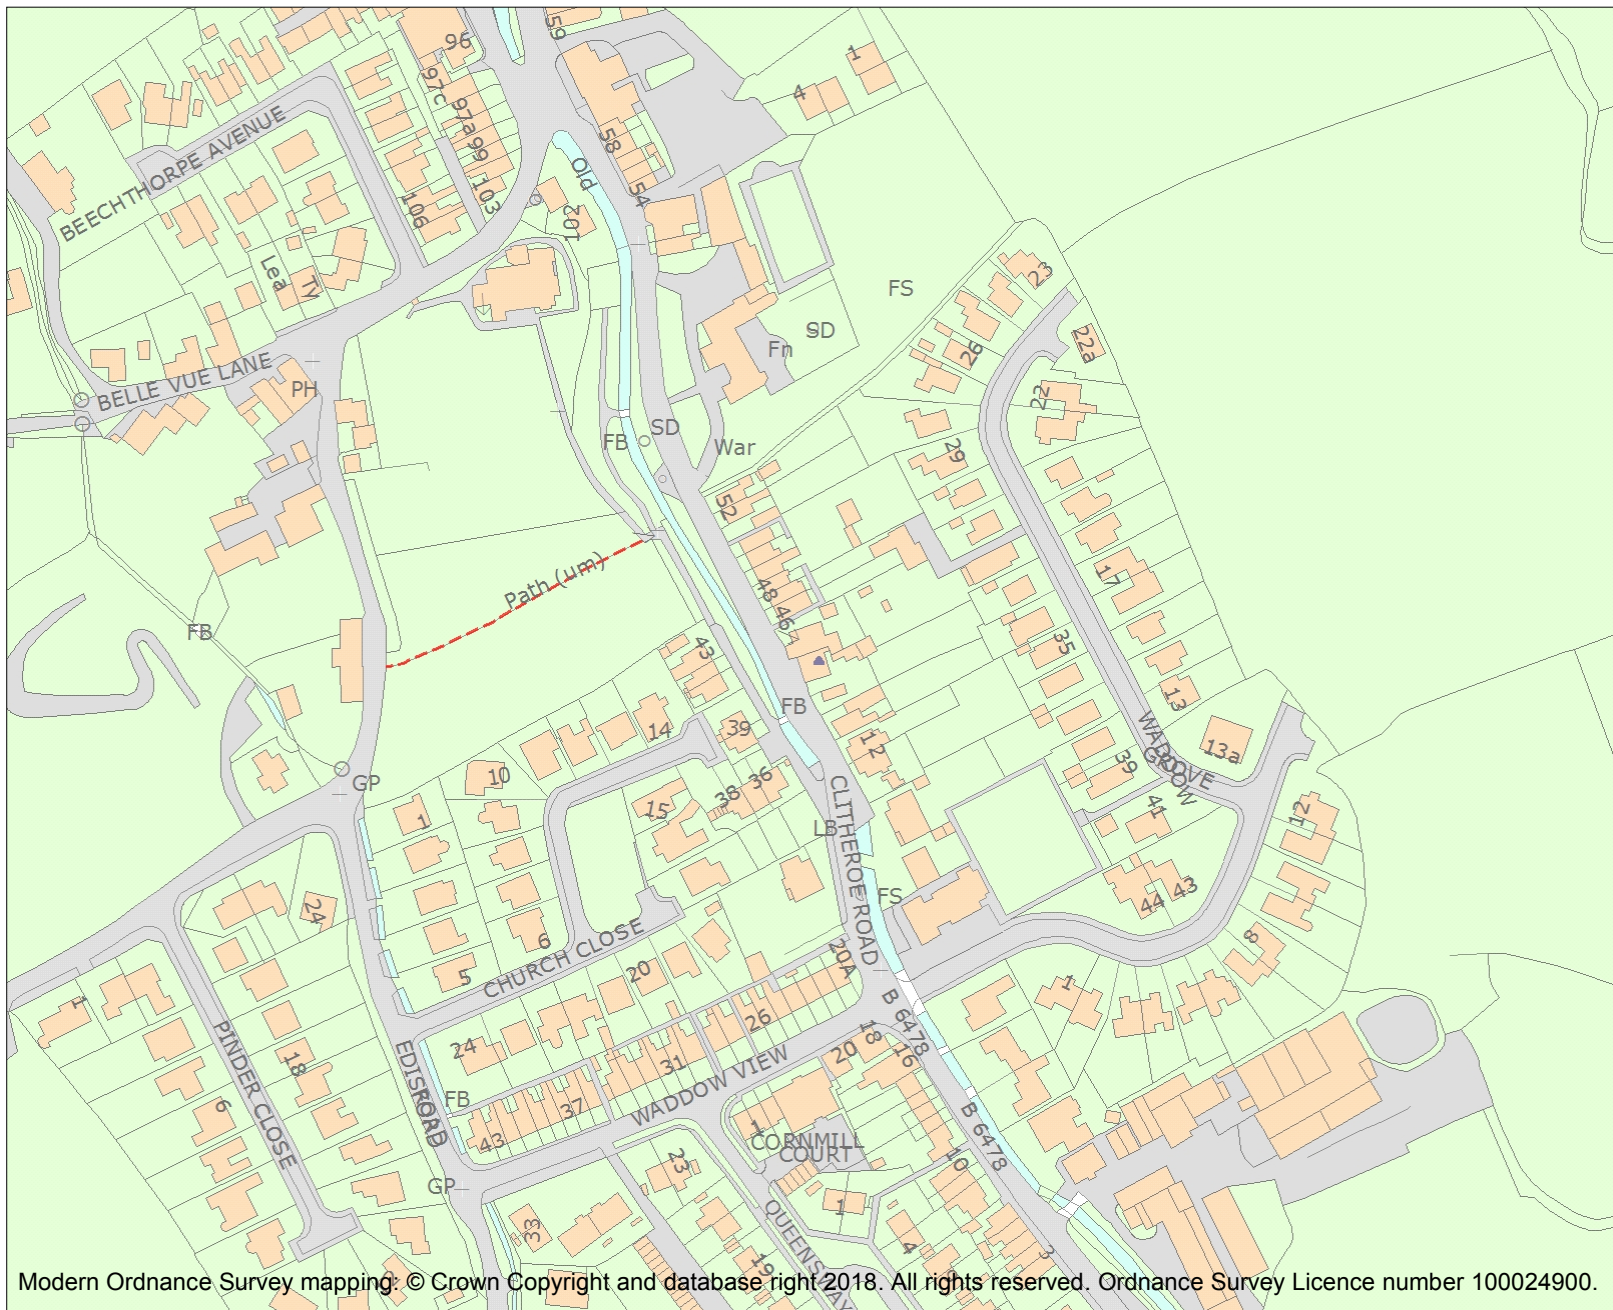 96
59
97c
97a
99
103
106
BEECHTHORPE AVENUE
58
Old
54
102
4
1
Lea
Ty
FS
SD
Fn
23
22a
26
22
BELLE VUE LANE
PH
FB
SD
War
29
52
17
Path (um)
48
46
35
FB
43
13
FB
14
39
12
WADDOW
GROVE
13a
39
GP
10
38
36
15
1
LB
CLITHEROE ROAD
41
12
FS
44
43
24
6
5
CHURCH CLOSE
20
20A
8
1
1
PINDER CLOSE
18
6
24
EDISFORD
ROAD
FB
43
37
31
26
WADDOW VIEW
B 6478
18
20
16
1
CORNMILL
COURT
10
B 6478
GP
33
23
1
QUEENSWAY
4
3
19
Modern Ordnance Survey mapping: © Crown Copyright and database right 2018. All rights reserved. Ordnance Survey Licence number 100024900.